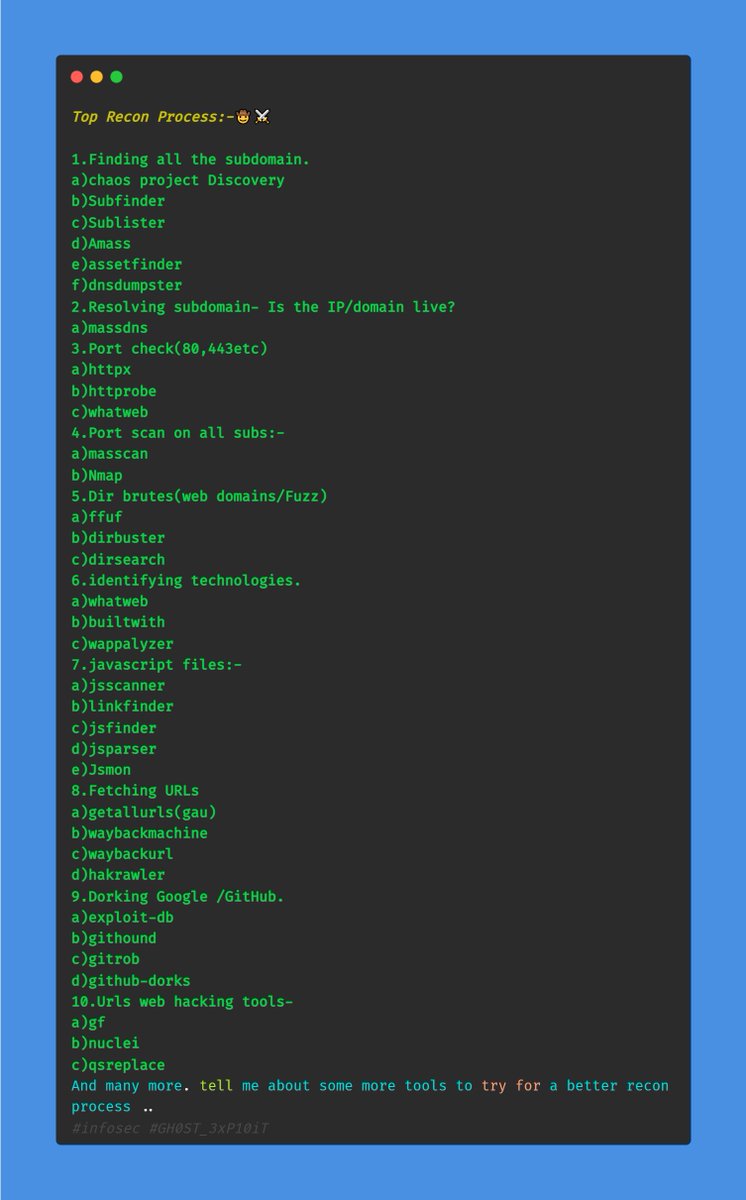 Top Recon Process:-🤠⚔
1.Finding all the subdomain.
a)chaos project Discovery
b)Subfinder
c)Sublister
d)Amass
e)assetfinder
f)dnsdumpster
2.Resolving subdomain- Is the IP/domain live?
a)massdns
3.Port check(80,443etc)
a)httpx
b)httprobe
c)whatweb
4.Port scan on all subs:-
a)masscan
b)Nmap
5.Dir brutes(web domains/Fuzz)
a)ffuf
b)dirbuster
c)dirsearch
6.identifying technologies.
a)whatweb
b)builtwith
c)wappalyzer
7.javascript files:-
a)jsscanner
b)linkfinder
c)jsfinder
d)jsparser
e)Jsmon
8.Fetching URLs
a)getallurls(gau)
b)waybackmachine
c)waybackurl
d)hakrawler
9.Dorking Google /GitHub.
a)exploit-db
b)githound
c)gitrob
d)github-dorks
10.Urls web hacking tools-
a)gf
b)nuclei
c)qsreplace
And many more. tell me about some more tools to try for a better recon
process ..
#infosec #GH0ST_3xP10iT